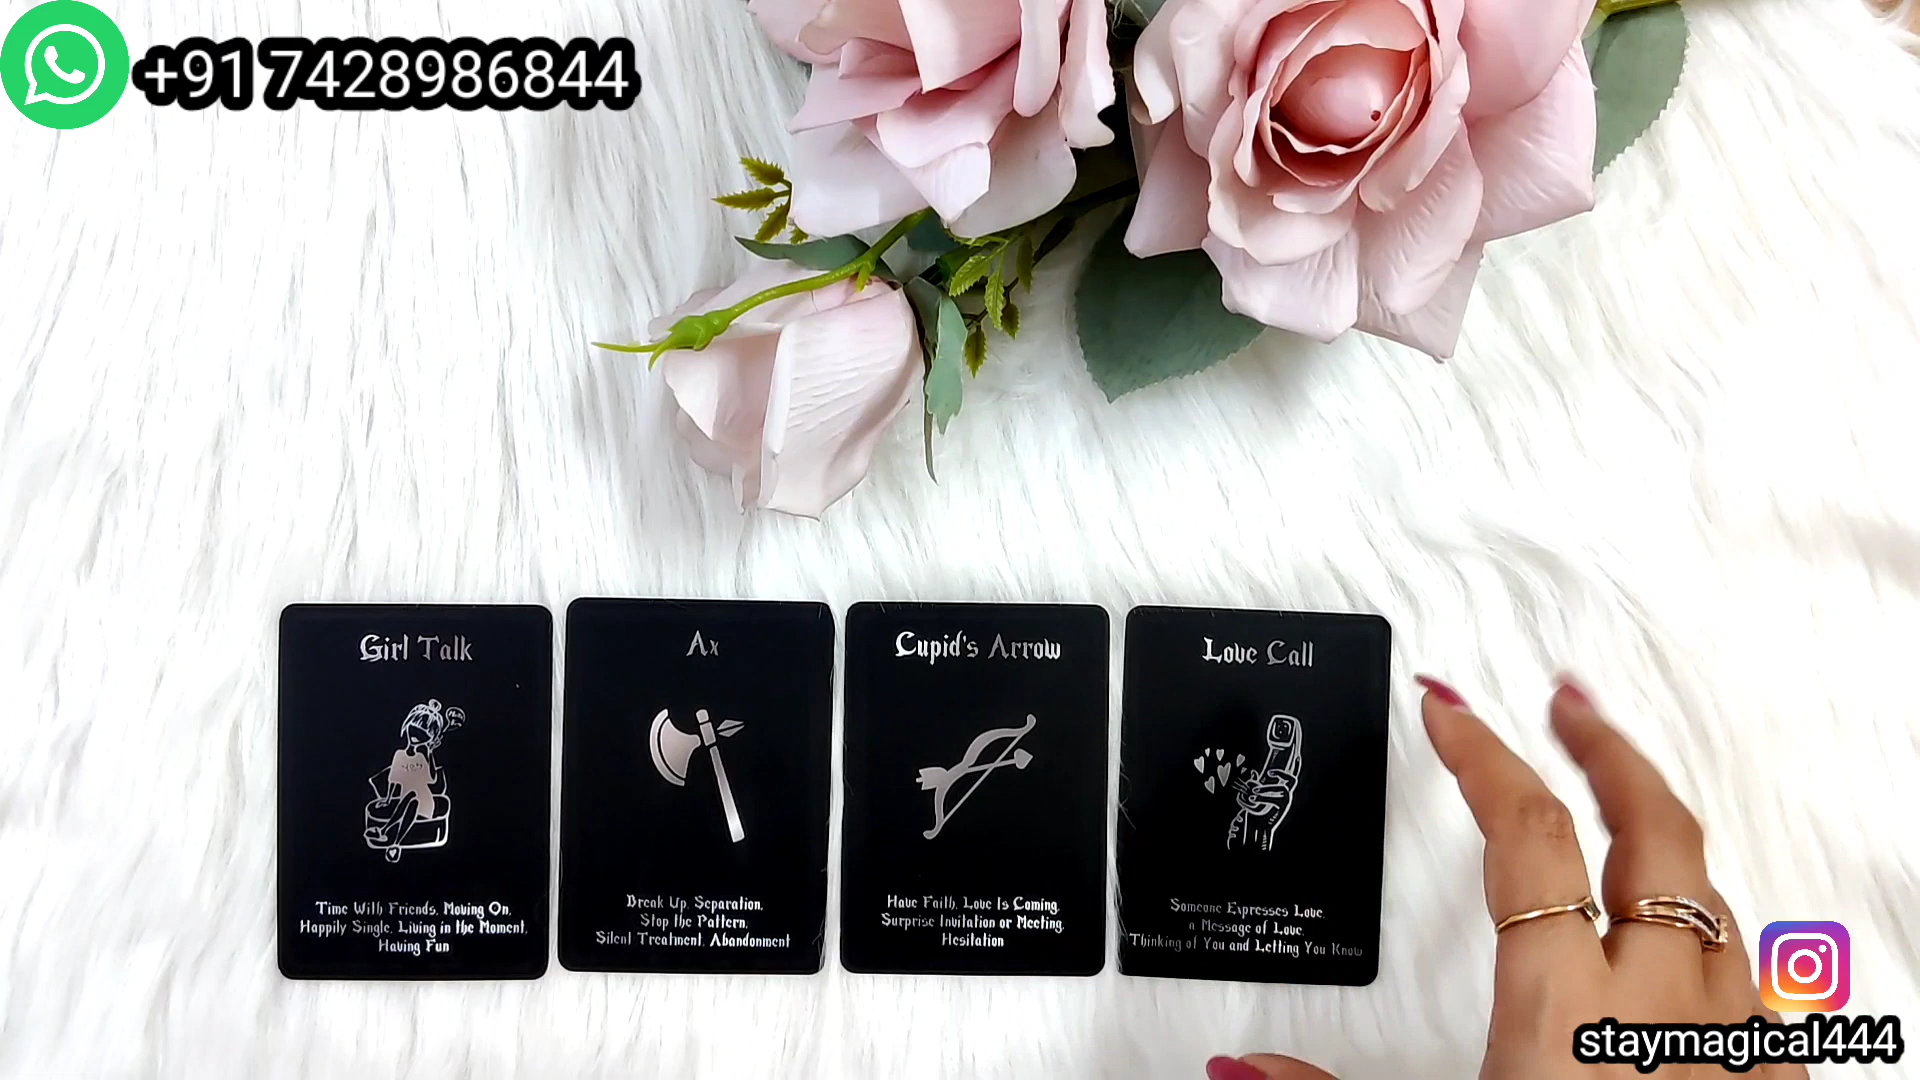 +91 7428986844
Girl Talk
Time With Friends, Moving On,
Happily Single, Living in the Moment,
Having Fun
Ax
Break Up, Separation,
Stop the Pattern,
Silent Treatment, Abandonment
Cupid's Arrow
Have Faith, Love Is Coming,
Surprise Invitation or Meeting,
Hesitation
Love Call
Someone Expresses Love,
a Message of Love,
Thinking of You and Letting You Know
staymagical444